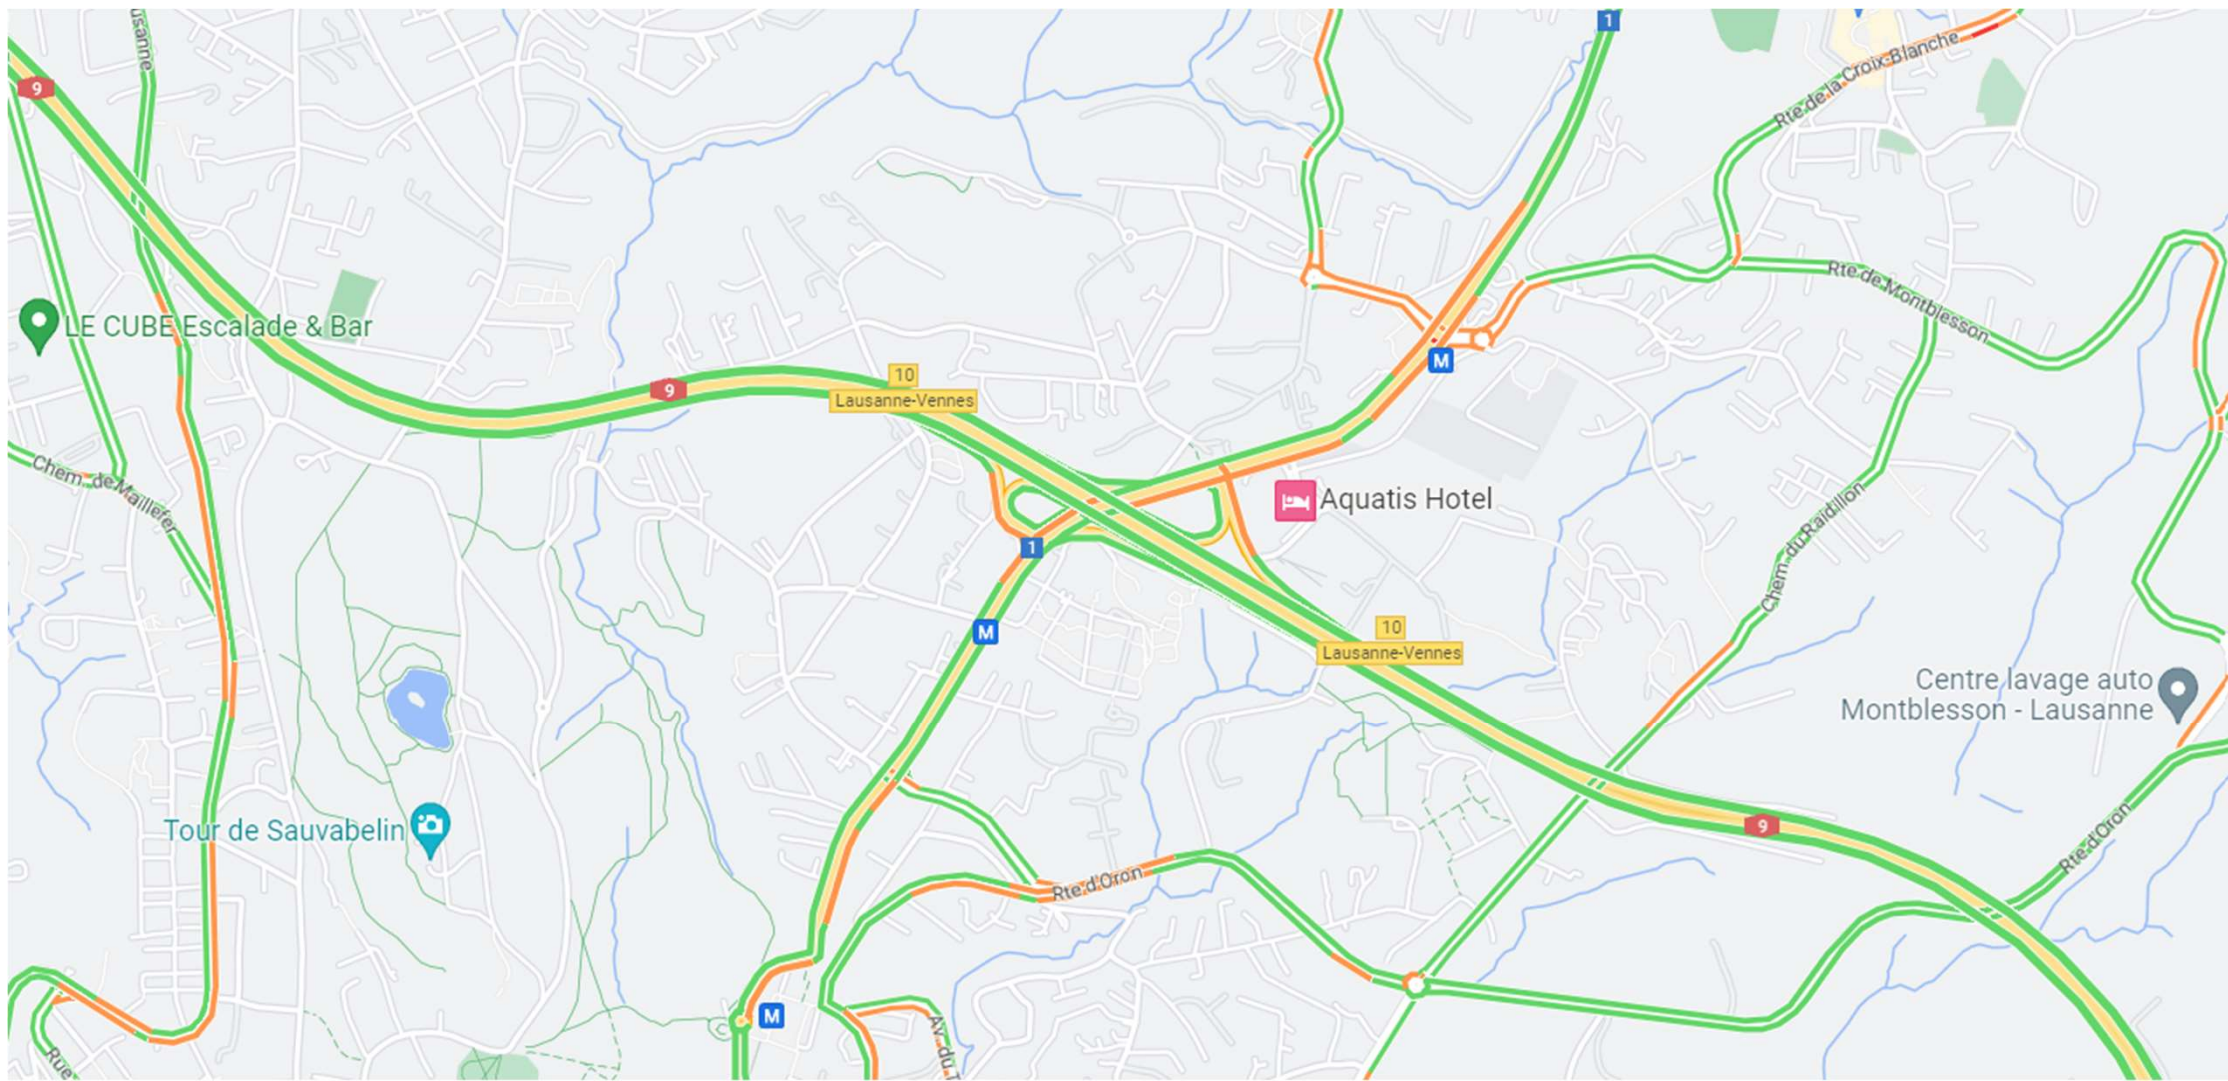 usanne
1
Rte de la Croix-Blanche
9
Rte de Montblesson
LE CUBE Escalade & Bar
M
10
Lausanne-Vennes
9
Chem. de Maillefer
Aquatis Hotel
Chem. du Raidillon
1
M
10
Lausanne-Vennes
Centre lavage auto
Montblesson - Lausanne
Tour de Sauvabelin
9
Rte d'Oron
Rte d'Oron
M
Av. du T
Rue